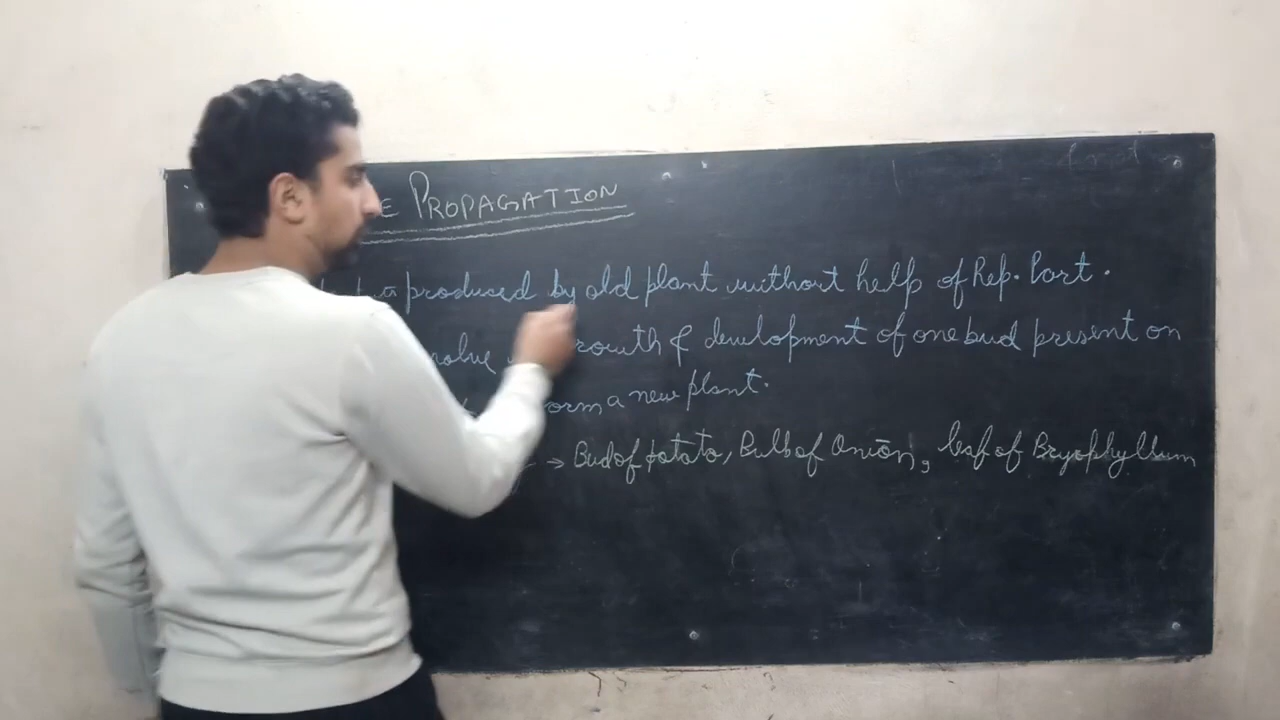 E PROPAGATION
produced by old plant without help of Rep. Part.
growth & development of one bud present on
form a new plant.
→ Bud of potato, Bulb of Onion, leaf of Bryophyllum